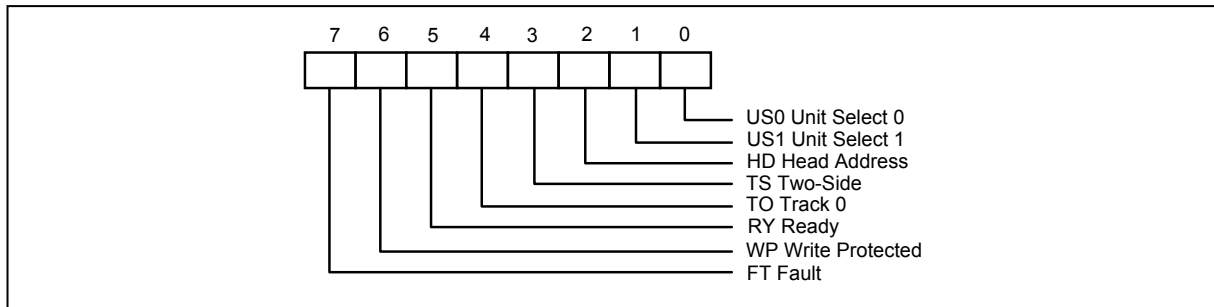 7 6 5 4 3 2 1 0
US0 Unit Select 0
US1 Unit Select 1
HD Head Address
TS Two-Side
TO Track 0
RY Ready
WP Write Protected
FT Fault